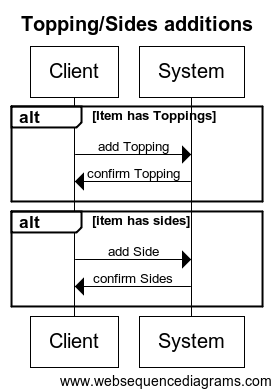 Topping/Sides additions
Client System
alt [Item has Toppings]
add Topping
confirm Topping
alt [item has sides]
add Side
confirm Sides
Client System
www.websequencediagrams.com